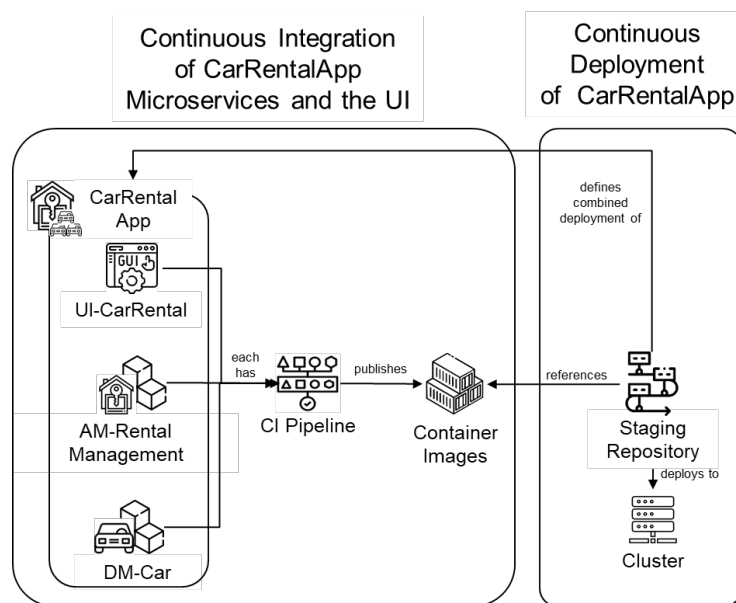 Continuous Integration
of CarRentalApp
Microservices and the UI
Continuous
Deployment
of CarRentalApp
CarRental
App
GUI
UI-CarRental
AM-Rental
Management
DM-Car
each
has
CI Pipeline
publishes
Container
Images
references
defines
combined
deployment of
Staging
Repository
deploys to
Cluster